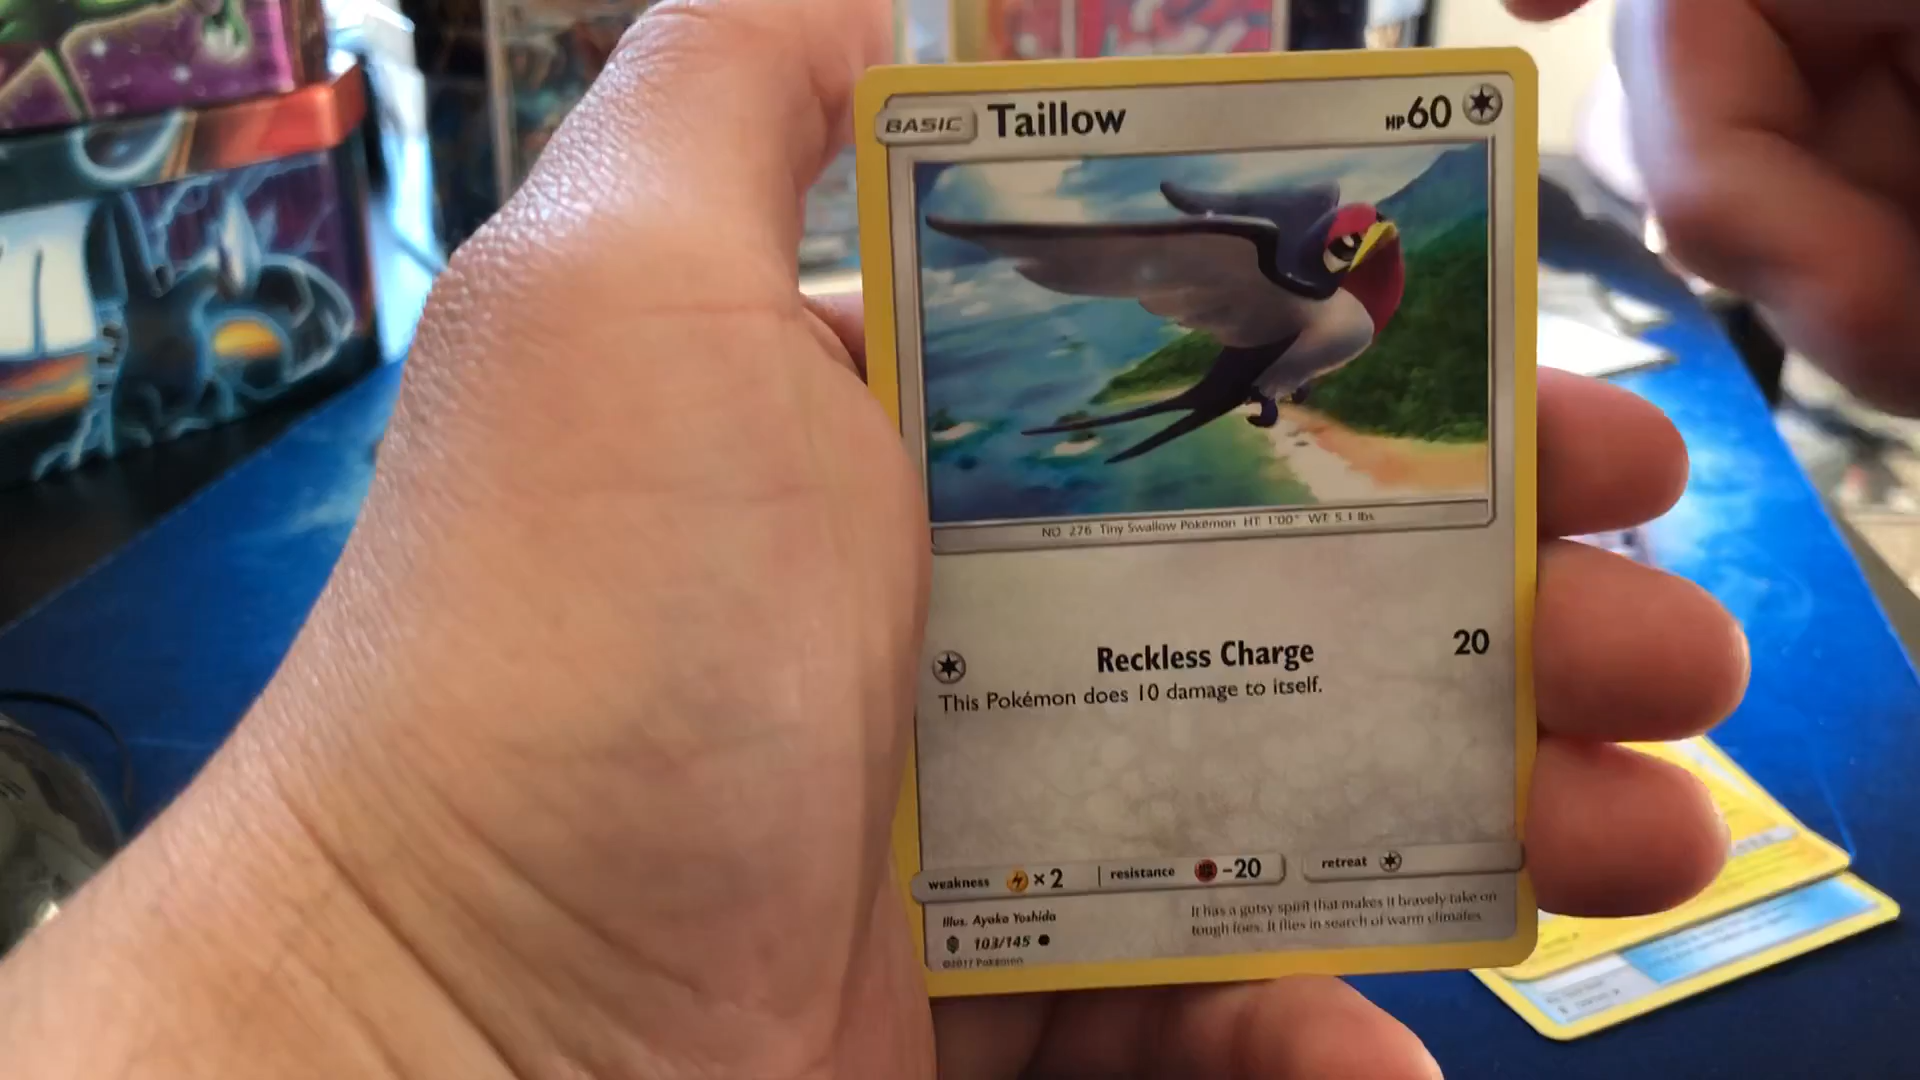 BASIC Taillow HP 60
NO. 276 Tiny Swallow Pokémon HT: 1'00" WT: 5.1 lbs.
Reckless Charge 20
This Pokémon does 10 damage to itself.
weakness ×2 resistance -20 retreat
Illus. Ayaka Yoshida
103/145
©2017 Pokémon
It has a gutsy spirit that makes it bravely take on
tough foes. It flies in search of warm climates.